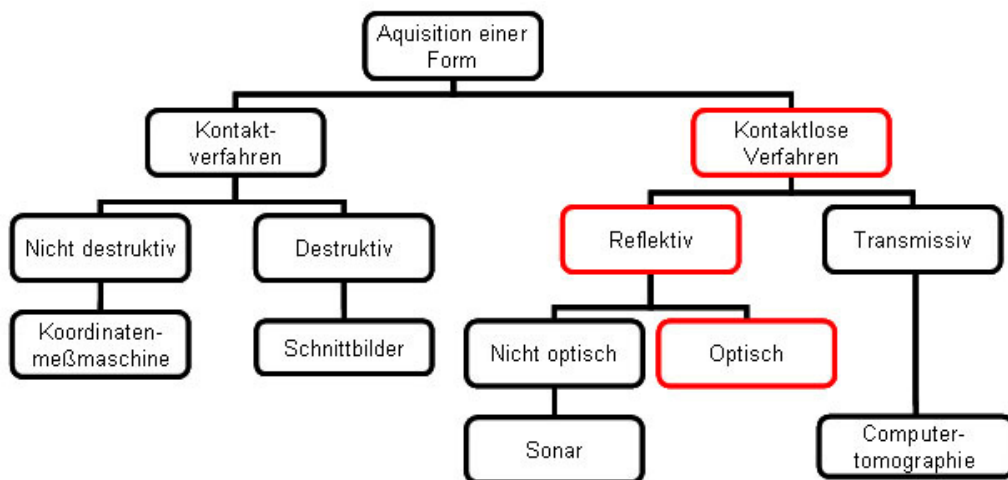 Aquisition einer
Form
Kontakt-
verfahren
Kontaktlose
Verfahren
Nicht destruktiv
Destruktiv
Reflektiv
Transmissiv
Koordinaten-
meßmaschine
Schnittbilder
Nicht optisch
Optisch
Sonar
Computer-
tomographie